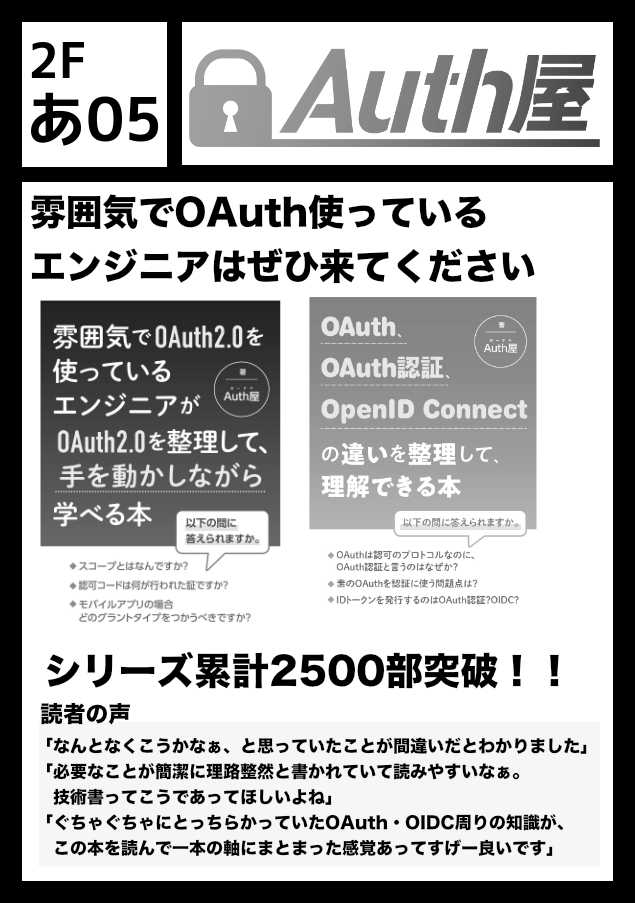 2F
あ05
Auth屋
雰囲気でOAuth使っている
エンジニアはぜひ来てください
雰囲気でOAuth2.0を
使っている
エンジニアが
OAuth2.0を整理して、
手を動かしながら
学べる本
著
オースヤ
Auth屋
以下の問に
答えられますか。
◆スコープとはなんですか?
◆認可コードは何が行われた証ですか?
◆モバイルアプリの場合
どのグラントタイプをつかうべきですか?
OAuth、
OAuth認証、
OpenID Connect
の違いを整理して、
理解できる本
著
オースヤ
Auth屋
以下の問に答えられますか。
◆OAuthは認可のプロトコルなのに、
OAuth認証と言うのはなぜか?
◆素のOAuthを認証に使う問題点は?
◆IDトークンを発行するのはOAuth認証?OIDC?
シリーズ累計2500部突破！！
読者の声
「なんとなくこうかなぁ、と思っていたことが間違いだとわかりました」
「必要なことが簡潔に理路整然と書かれていて読みやすいなぁ。
技術書ってこうであってほしいよね」
「ぐちゃぐちゃにとっちらかっていたOAuth・OIDC周りの知識が、
この本を読んで一本の軸にまとまった感覚あってすげー良いです」